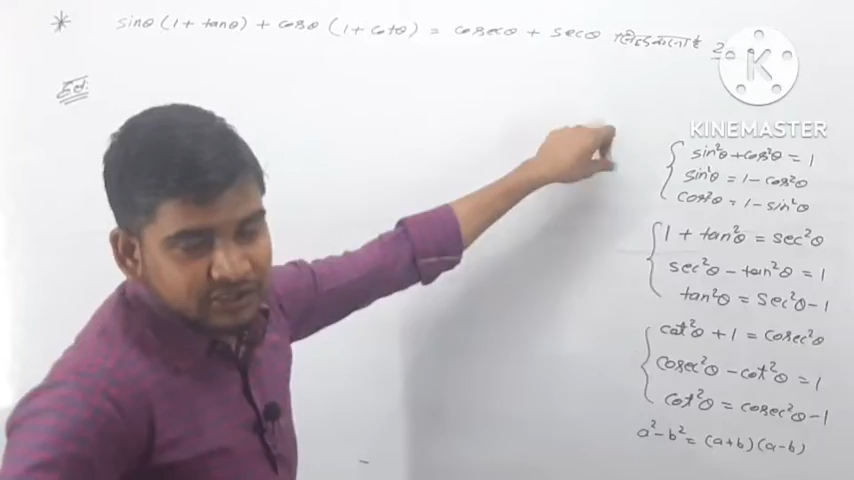 * sinθ (1 + tanθ) + cosθ (1 + cotθ) = cosecθ + secθ सिद्ध करो
हल:
K
KINEMASTER
sin²θ + cos²θ = 1
sin²θ = 1 - cos²θ
cos²θ = 1 - sin²θ
1 + tan²θ = sec²θ
sec²θ - tan²θ = 1
tan²θ = sec²θ - 1
cot²θ + 1 = cosec²θ
cosec²θ - cot²θ = 1
cot²θ = cosec²θ - 1
a² - b² = (a+b) (a-b)